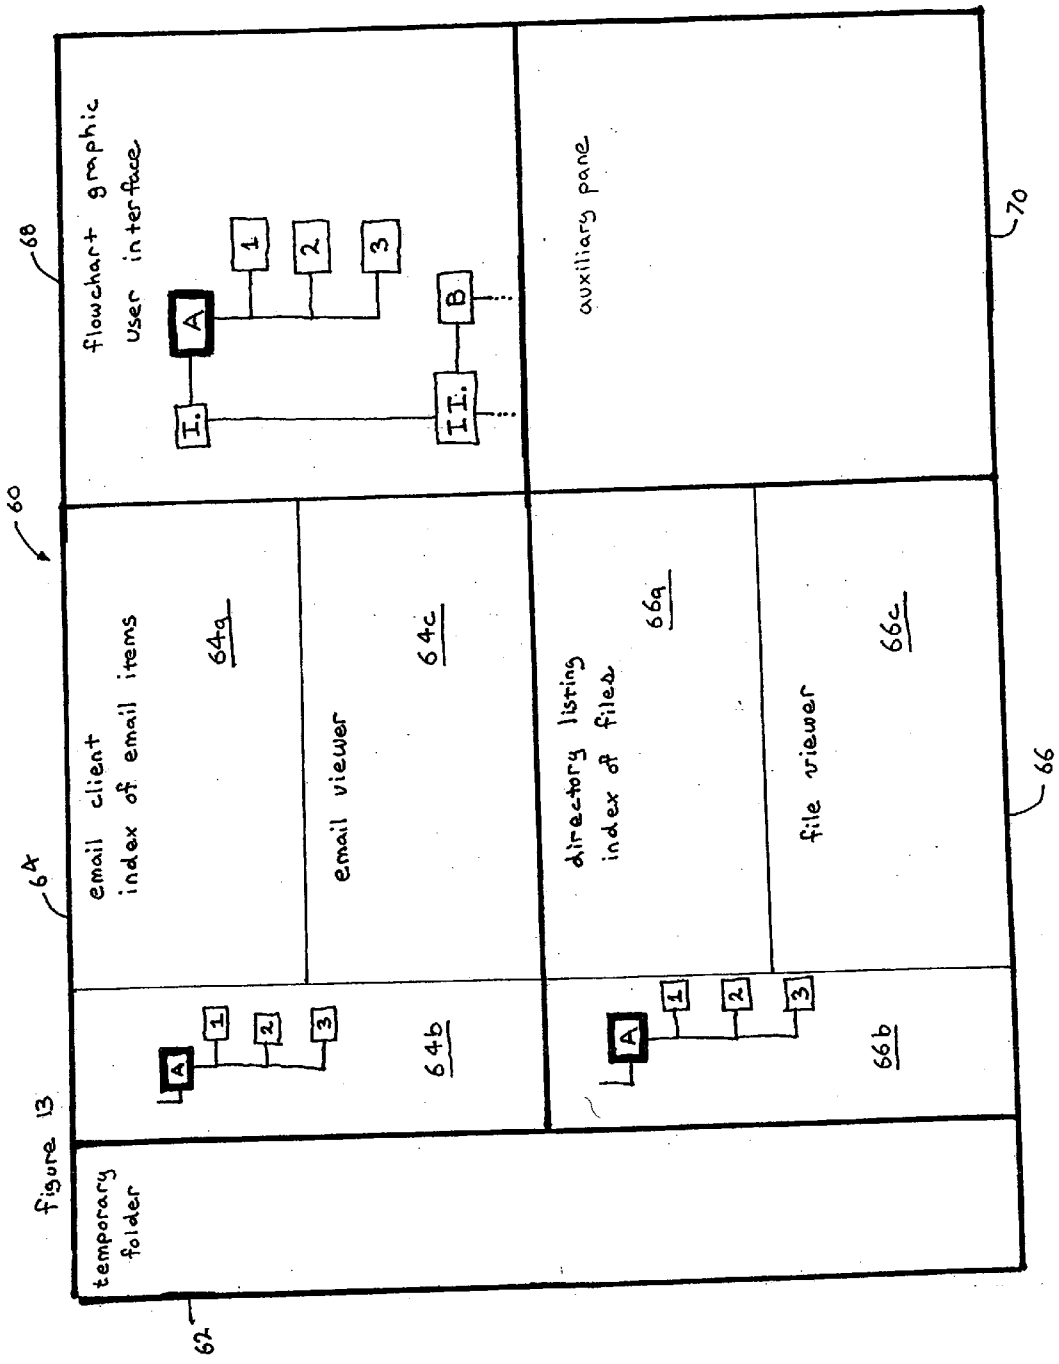 figure 13
60
62
64
68
temporary
folder
A
1
2
3
64b
email client
index of email items
64a
email viewer
64c
flowchart graphic
user interface
I.
A
1
2
3
II.
B
A
1
2
3
66b
directory listing
index of files
66a
file viewer
66c
auxiliary pane
66
70